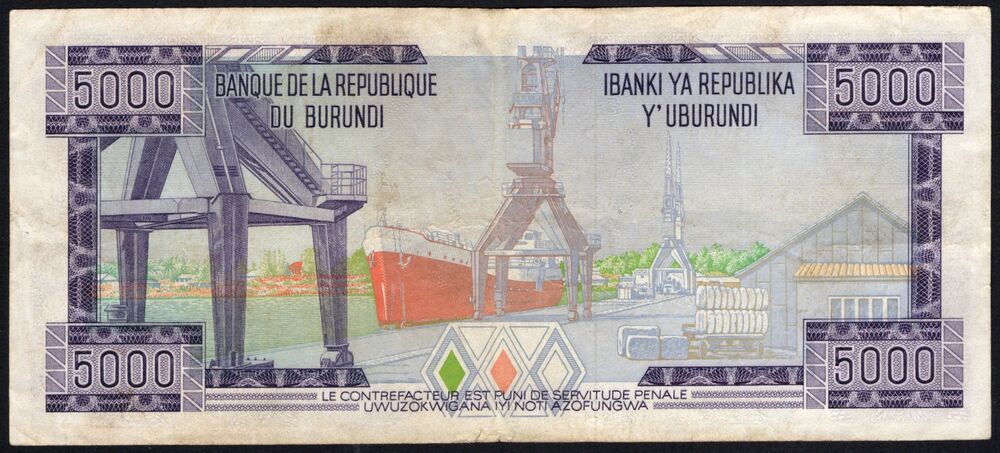 5000
BANQUE DE LA REPUBLIQUE
DU BURUNDI
IBANKI YA REPUBLIKA
Y'UBURUNDI
5000
5000
LE CONTREFACTEUR EST PUNI DE SERVITUDE PENALE
UWUZOKWIGANA IYI NOTI AZOFUNGWA
5000